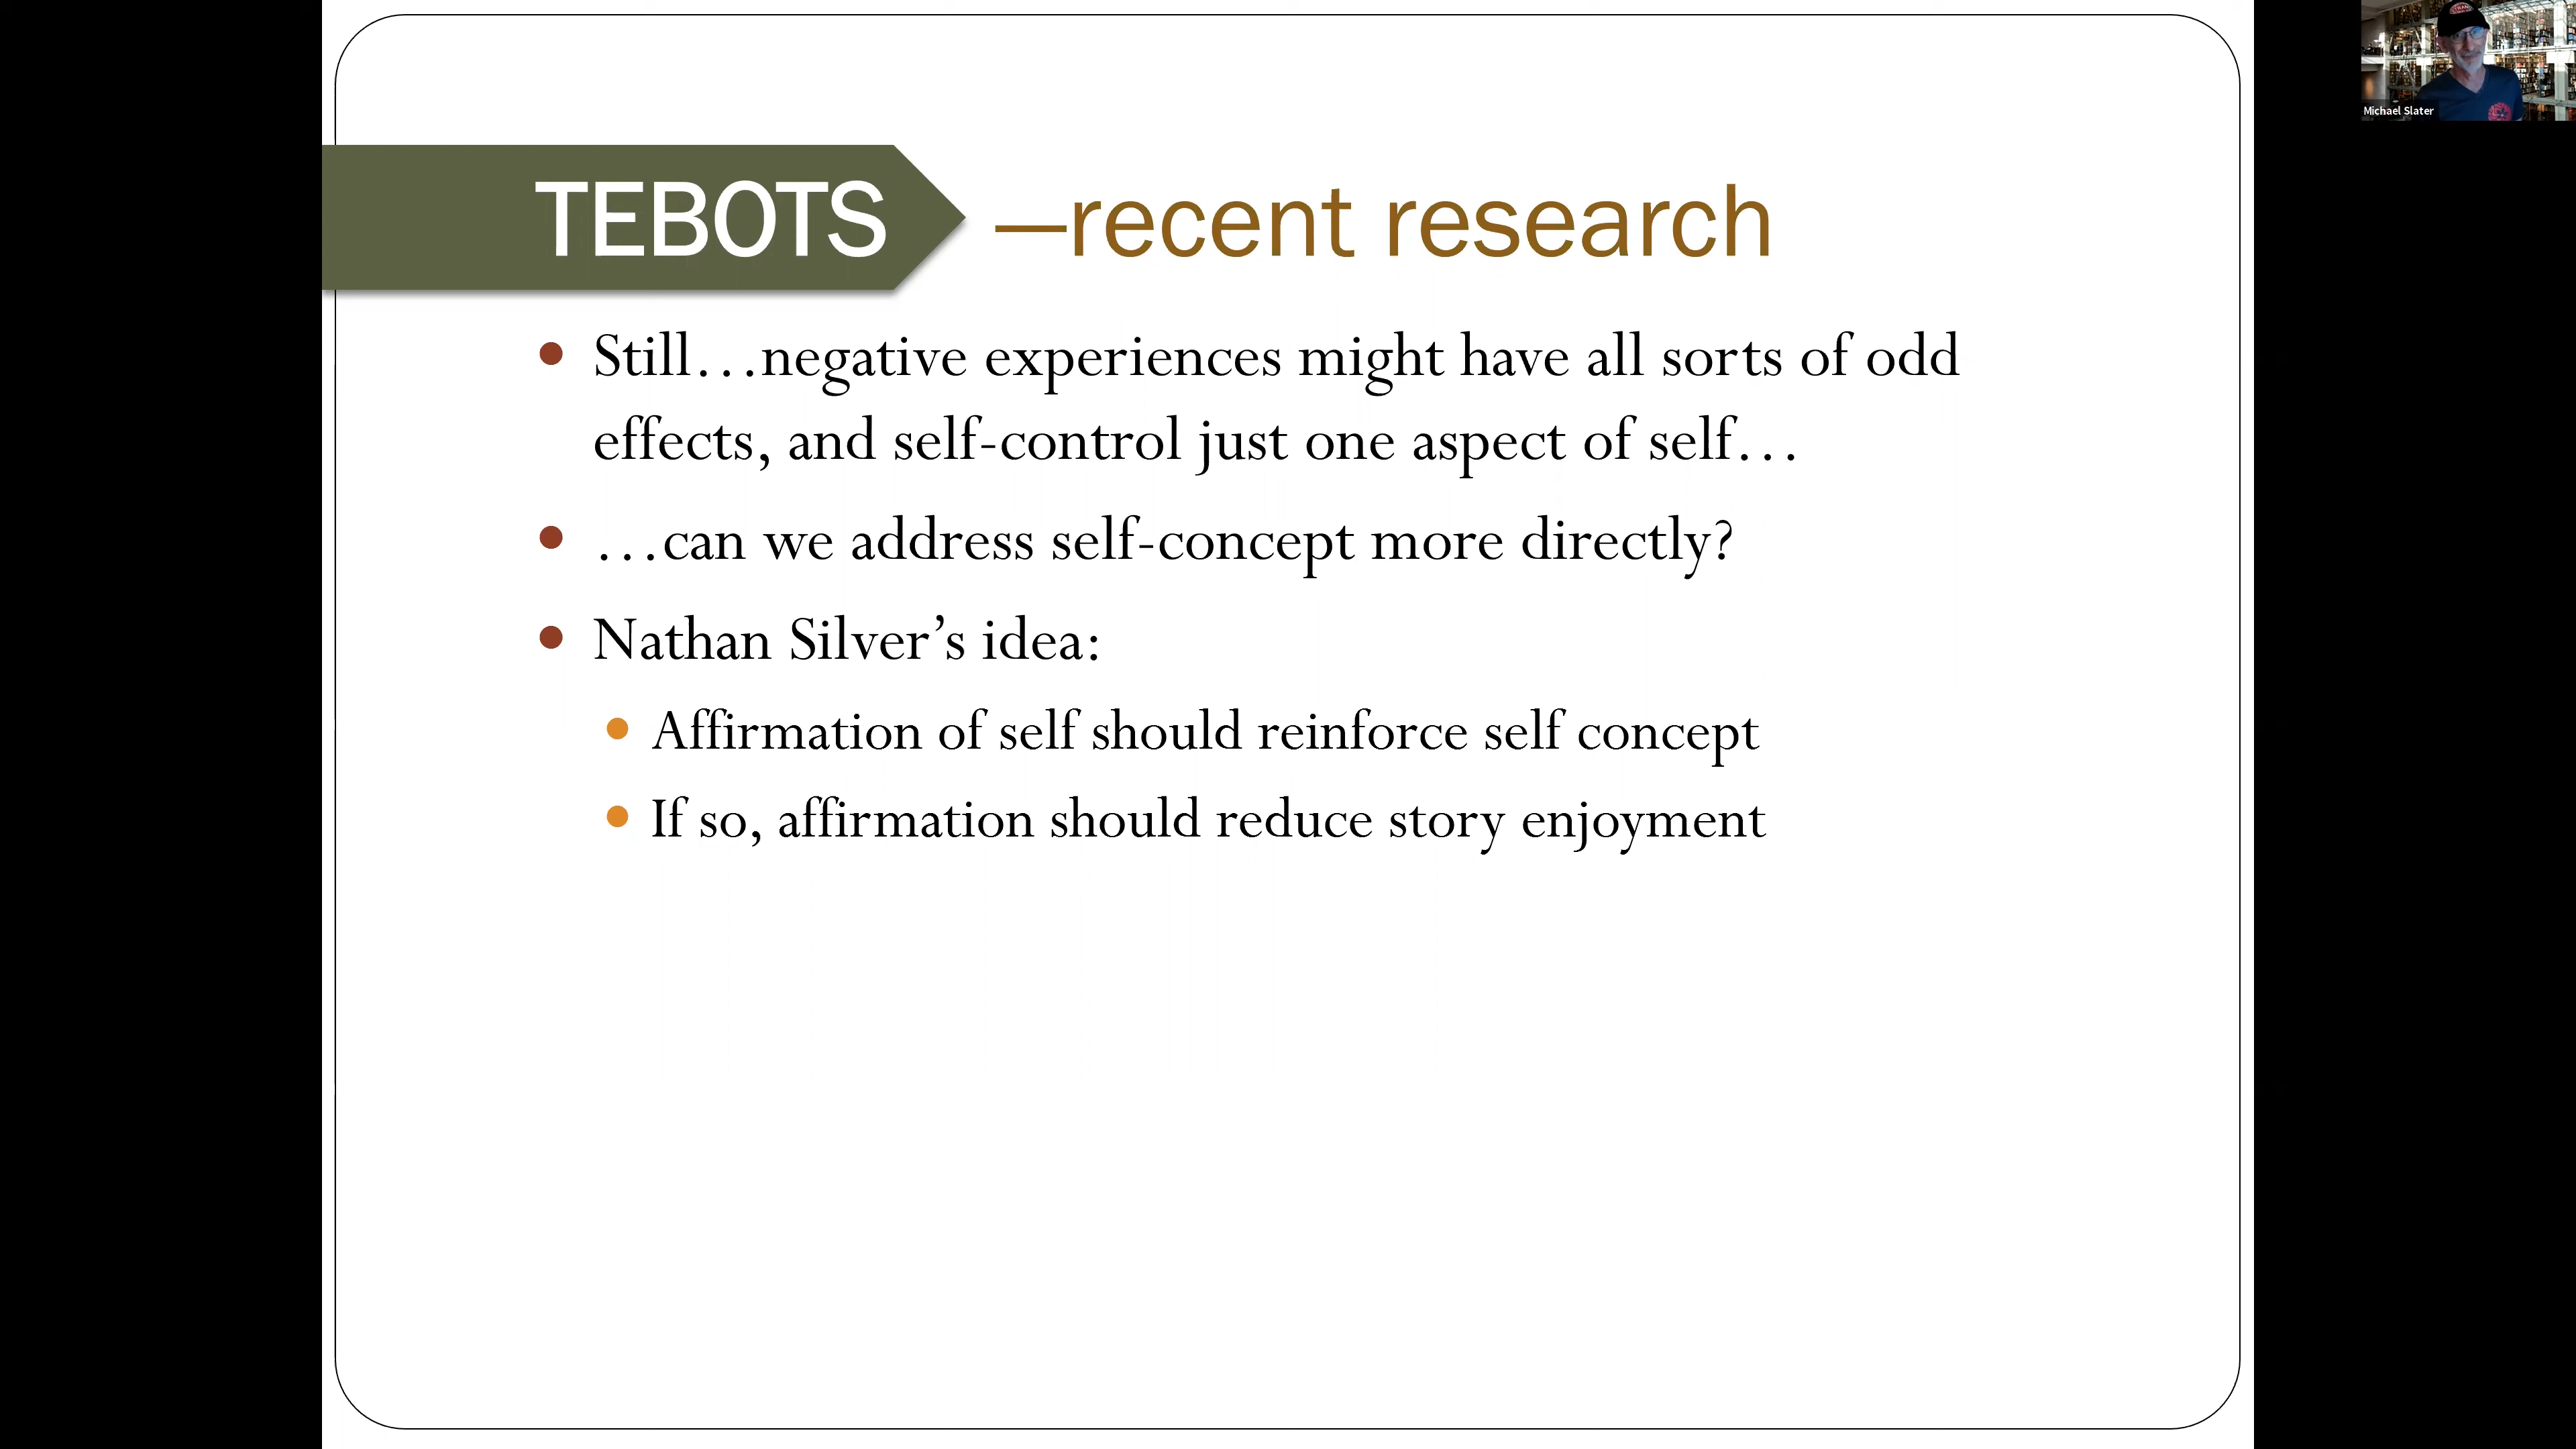 TEBOTS —recent research
Still…negative experiences might have all sorts of odd
effects, and self-control just one aspect of self…
…can we address self-concept more directly?
Nathan Silver’s idea:
Affirmation of self should reinforce self concept
If so, affirmation should reduce story enjoyment
Michael Slater